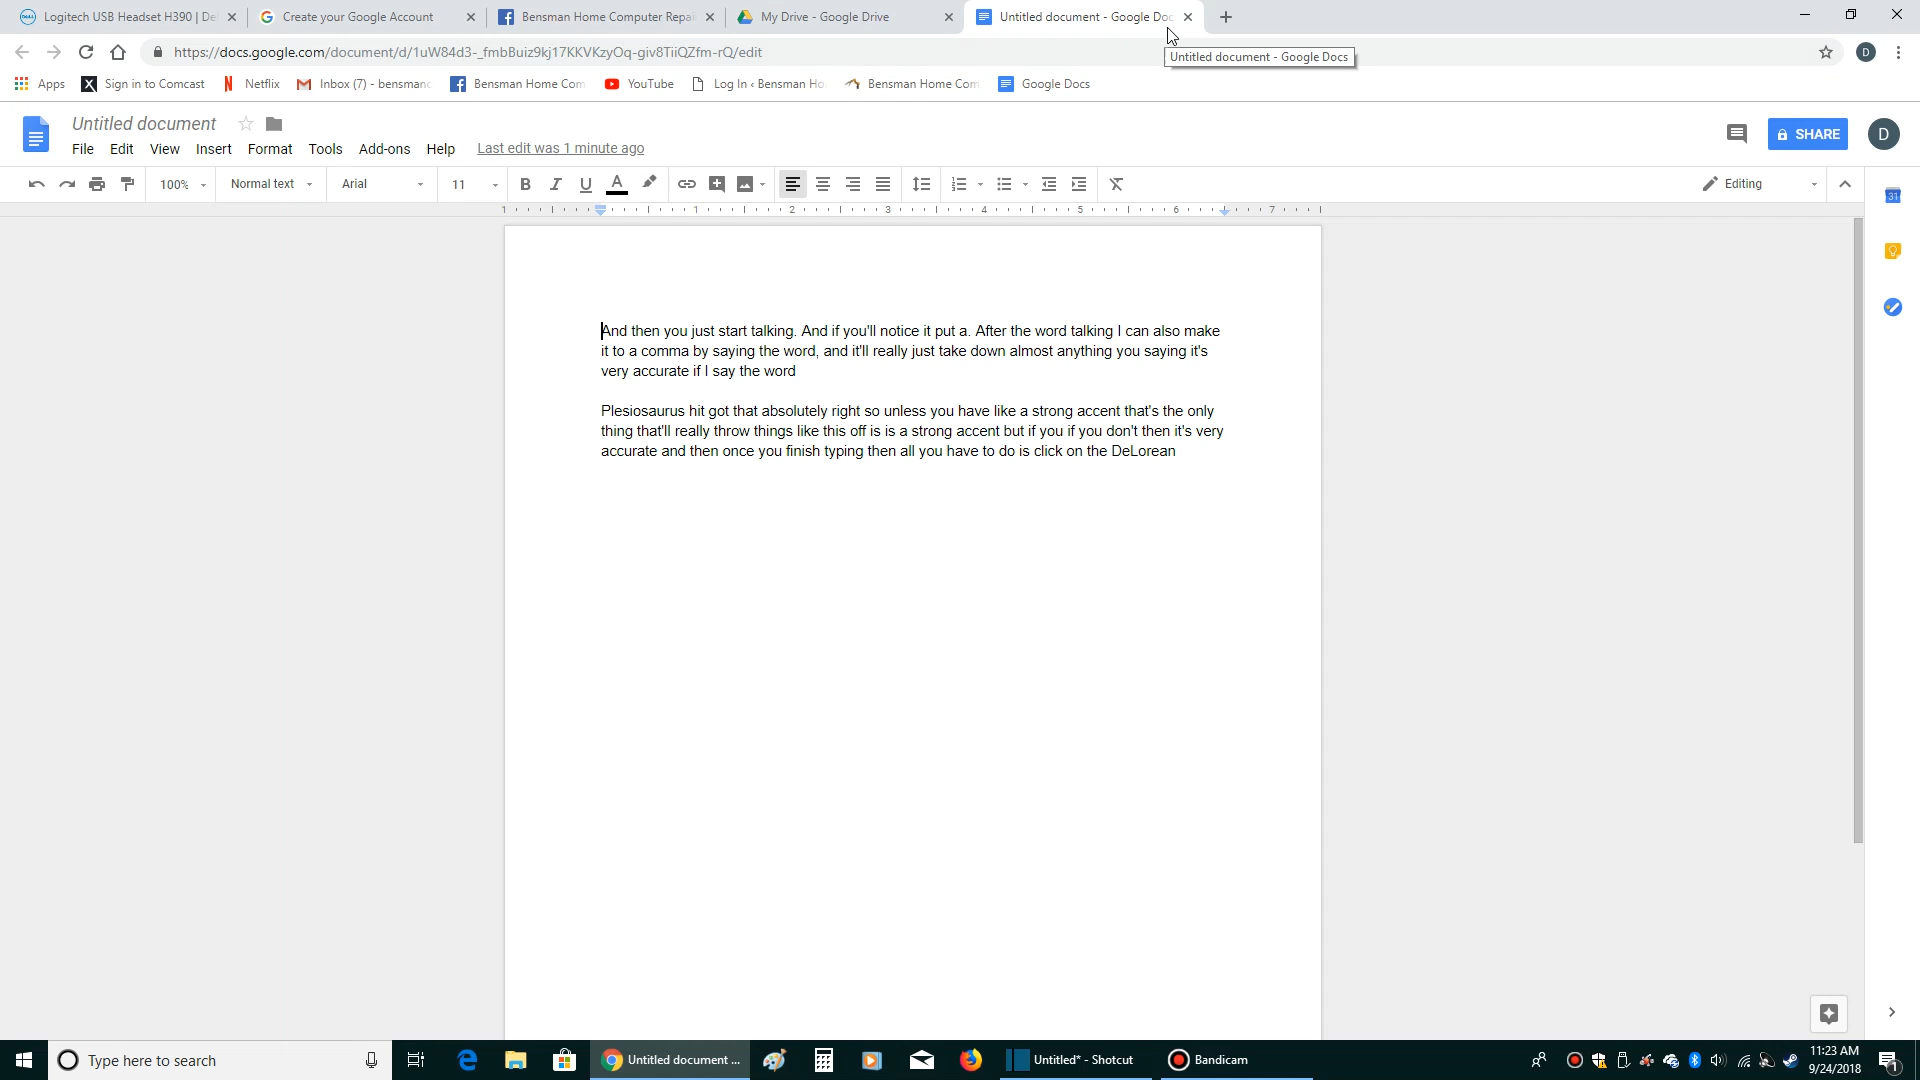 Logitech USB Headset H390 | De
Create your Google Account
Bensman Home Computer Repai
My Drive - Google Drive
Untitled document - Google Doc
https://docs.google.com/document/d/1uW84d3-_fmbBuiz9kj17KKVKzyOq-giv8TiiQZfm-rQ/edit
D
Untitled document - Google Docs
Apps
Sign in to Comcast
Netflix
Inbox (7) - bensmanc
Bensman Home Com
YouTube
Log In ‹ Bensman Ho
Bensman Home Com
Google Docs
Untitled document
File Edit View Insert Format Tools Add-ons Help Last edit was 1 minute ago
SHARE
D
100% Normal text Arial 11 B I U A Editing
31
1 1 2 3 4 5 6 7
And then you just start talking. And if you'll notice it put a. After the word talking I can also make
it to a comma by saying the word, and it'll really just take down almost anything you saying it's
very accurate if I say the word
Plesiosaurus hit got that absolutely right so unless you have like a strong accent that's the only
thing that'll really throw things like this off is is a strong accent but if you if you don't then it's very
accurate and then once you finish typing then all you have to do is click on the DeLorean
Type here to search
Untitled document ...
Untitled* - Shotcut
Bandicam
11:23 AM
9/24/2018
1